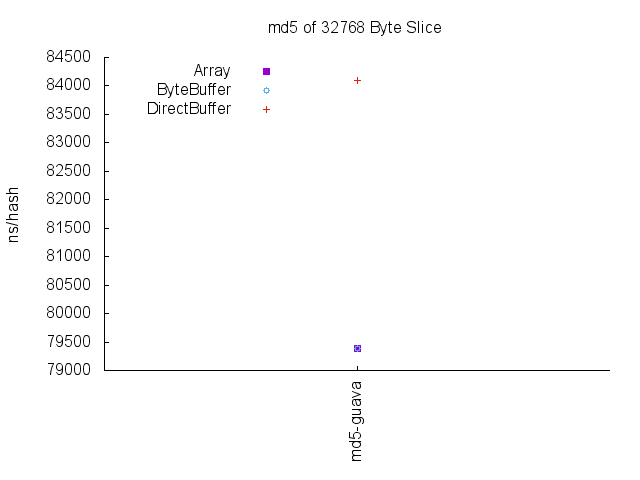 md5 of 32768 Byte Slice
84500
84000
83500
83000
82500
82000
81500
81000
80500
80000
79500
79000
ns/hash
Array
ByteBuffer
DirectBuffer
md5-guava